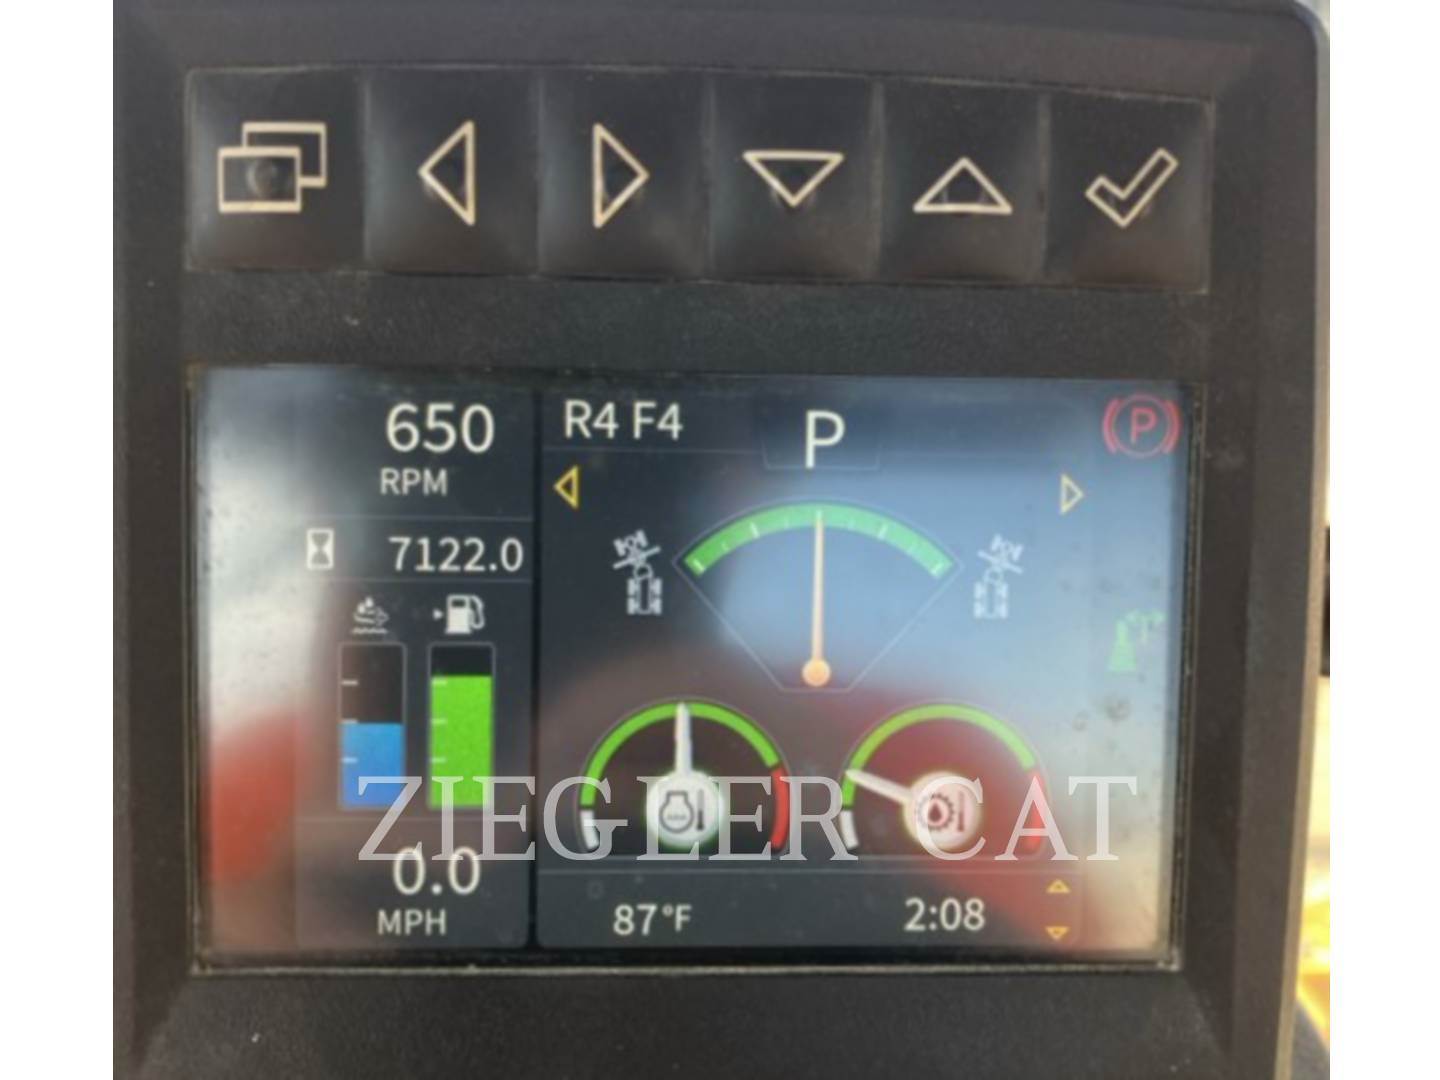 650
RPM
R4 F4
P
P
7122.0
ZIEGLER CAT
0.0
MPH
87°F
2:08